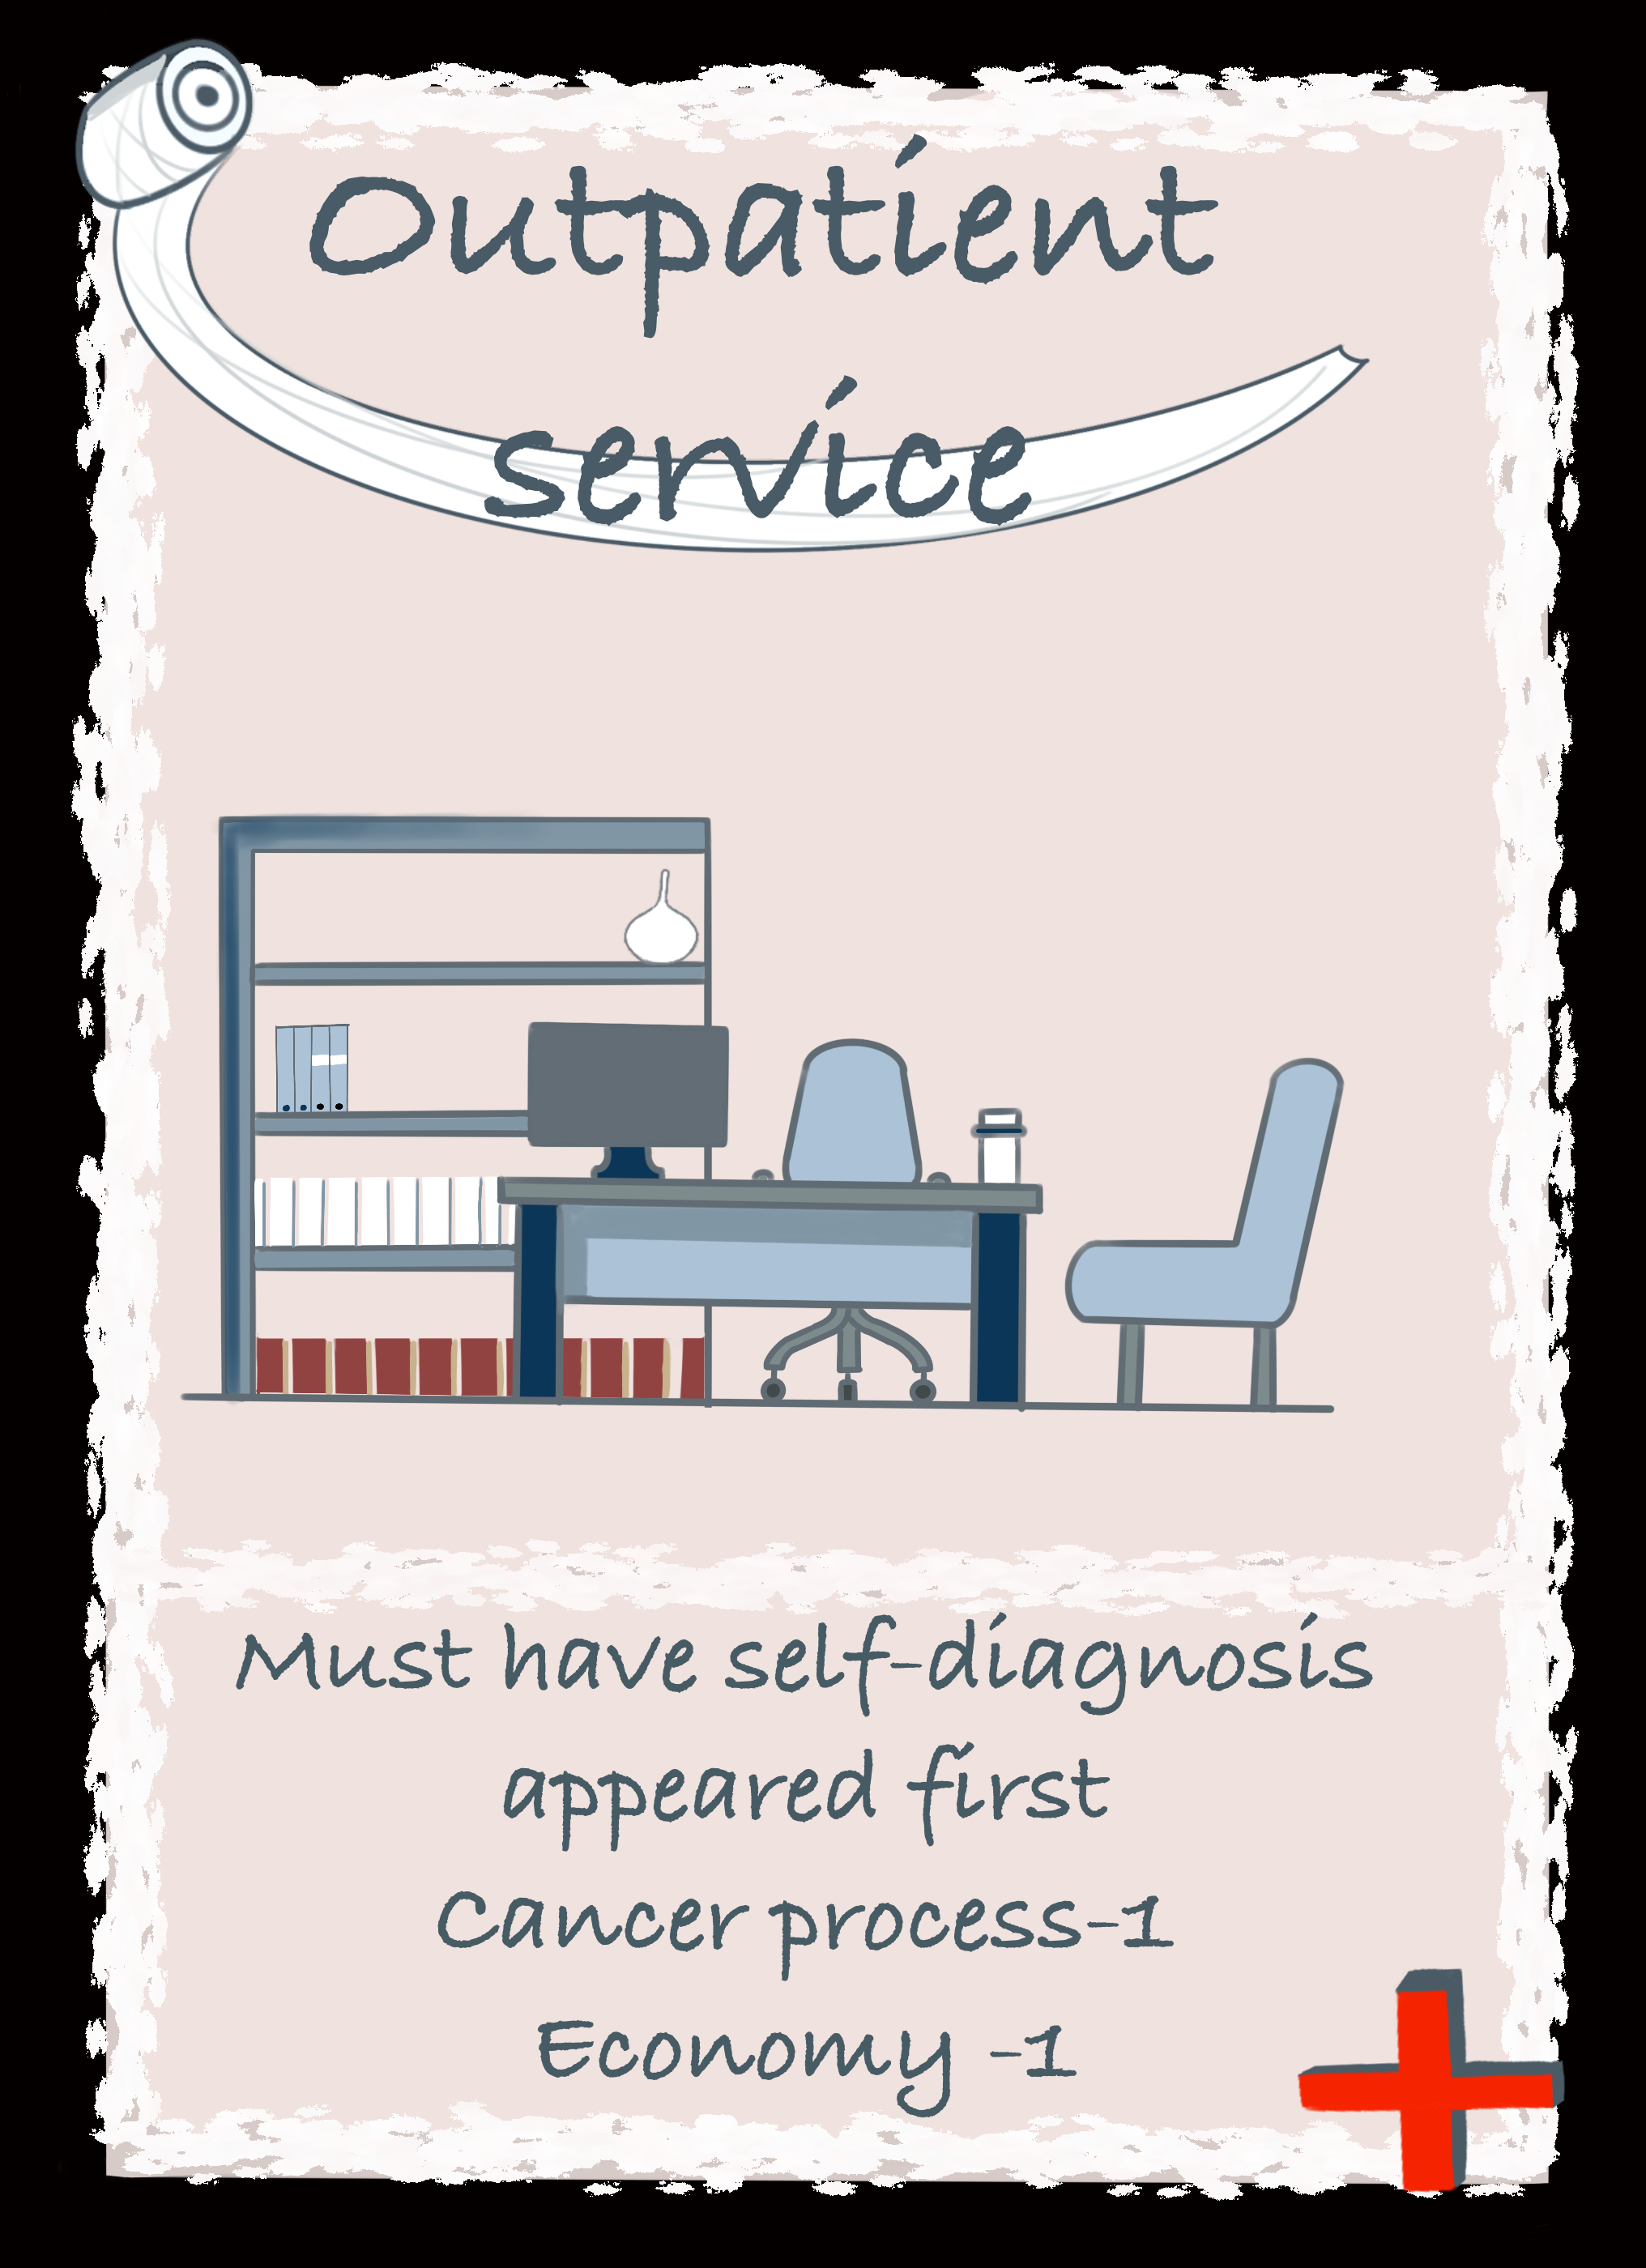 Outpatient
service
Must have self-diagnosis
appeared first
Cancer process-1
Economy -1